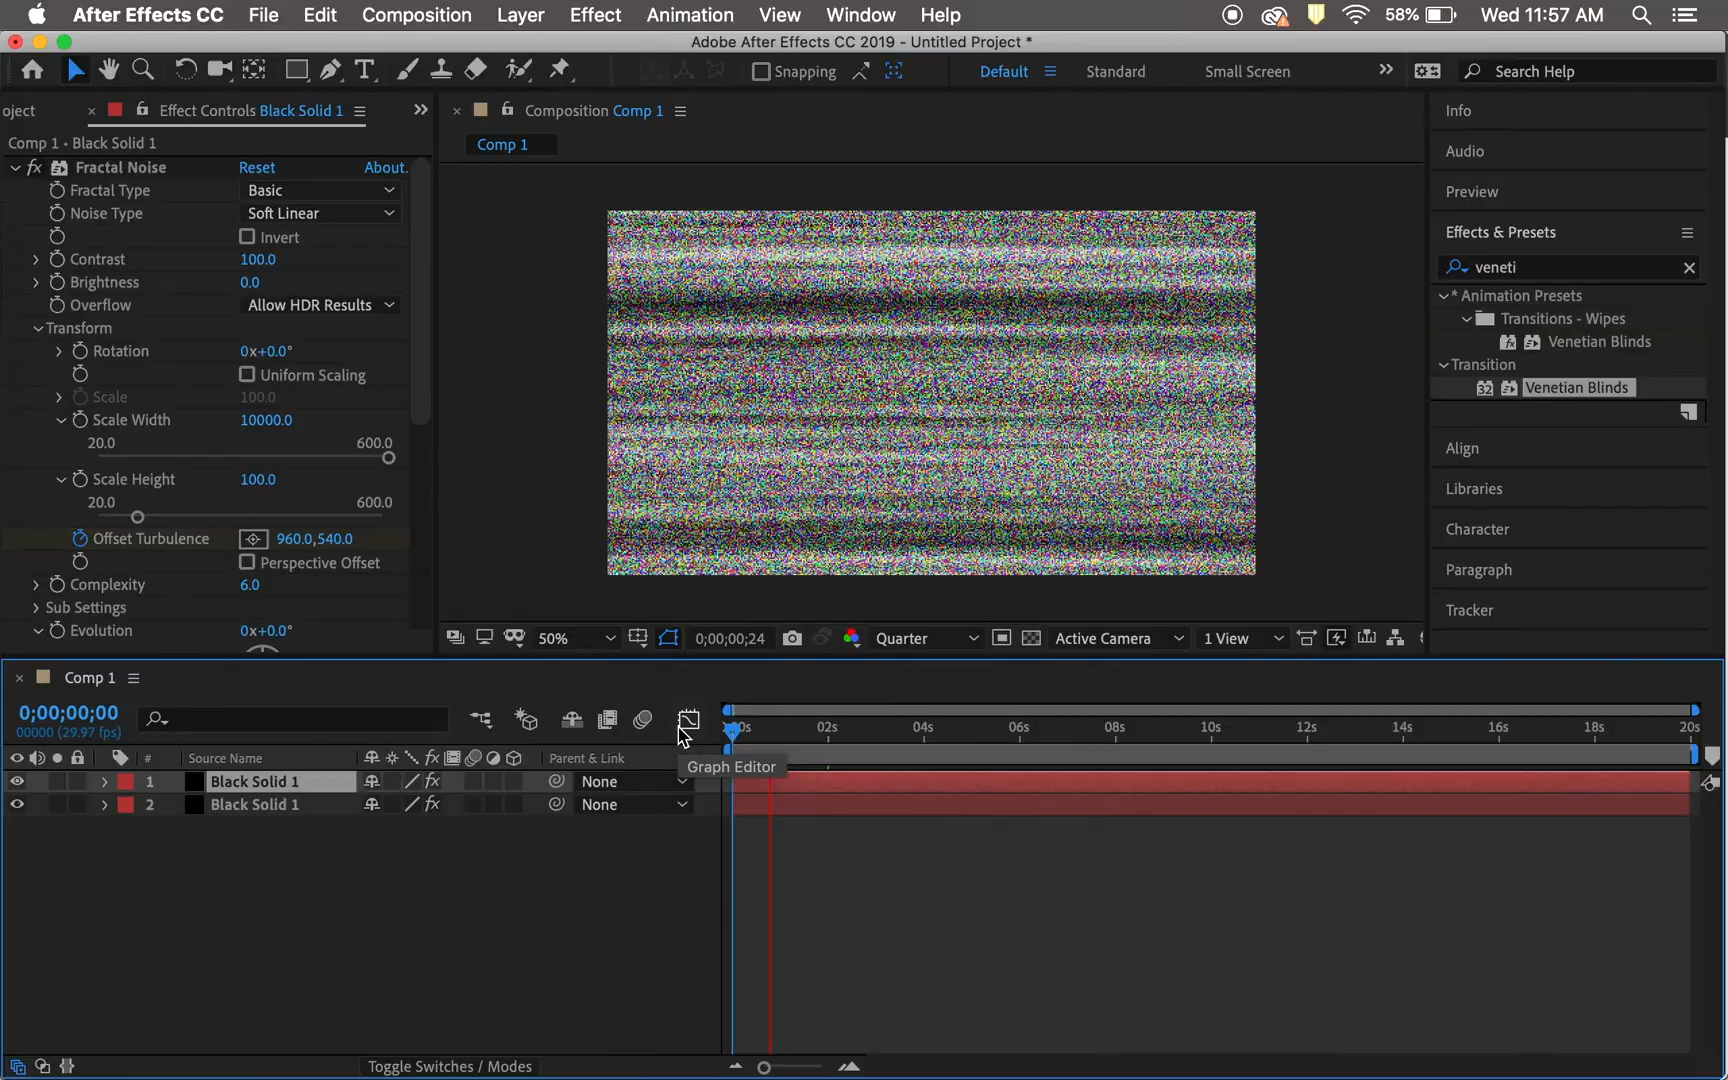 After Effects CC File Edit Composition Layer Effect Animation View Window Help 58% Wed 11:57 AM
Adobe After Effects CC 2019 - Untitled Project *
Snapping Default Standard Small Screen Search Help
oject Effect Controls Black Solid 1
Composition Comp 1
Comp 1
Comp 1 • Black Solid 1
fx Fractal Noise Reset About.
Fractal Type Basic
Noise Type Soft Linear
Invert
Contrast 100.0
Brightness 0.0
Overflow Allow HDR Results
Transform
Rotation 0x+0.0°
Uniform Scaling
Scale 100.0
Scale Width 10000.0
20.0 600.0
Scale Height 100.0
20.0 600.0
Offset Turbulence 960.0,540.0
Perspective Offset
Complexity 6.0
Sub Settings
Evolution 0x+0.0°
50% 0;00;00;24 Quarter Active Camera 1 View
Info
Audio
Preview
Effects & Presets
veneti
* Animation Presets
Transitions - Wipes
Venetian Blinds
Transition
32 Venetian Blinds
Align
Libraries
Character
Paragraph
Tracker
Comp 1
0;00;00;00
00000 (29.97 fps)
00s 02s 04s 06s 08s 10s 12s 14s 16s 18s 20s
# Source Name fx Parent & Link
Graph Editor
1 Black Solid 1 fx None
2 Black Solid 1 fx None
Toggle Switches / Modes